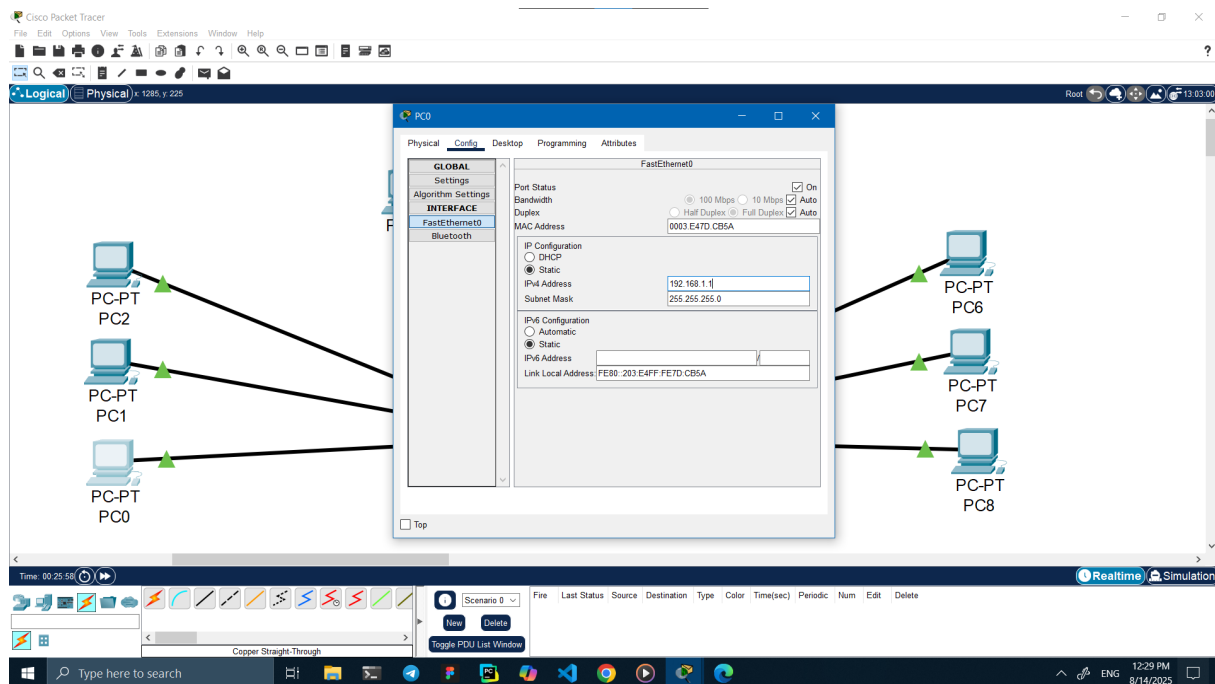 Cisco Packet Tracer
File Edit Options View Tools Extensions Window Help
?
Logical Physical x: 1285, y: 225
Root 13:03:00
PC0
Physical Config Desktop Programming Attributes
GLOBAL
Settings
Algorithm Settings
INTERFACE
FastEthernet0
Bluetooth
FastEthernet0
Port Status On
Bandwidth 100 Mbps 10 Mbps Auto
Duplex Half Duplex Full Duplex Auto
MAC Address 0003.E47D.CB5A
IP Configuration
DHCP
Static
IPv4 Address 192.168.1.1
Subnet Mask 255.255.255.0
IPv6 Configuration
Automatic
Static
IPv6 Address /
Link Local Address: FE80::203:E4FF:FE7D:CB5A
Top
PC-PT
PC2
PC-PT
PC1
PC-PT
PC0
PC-PT
PC6
PC-PT
PC7
PC-PT
PC8
Time: 00:25:58
Realtime Simulation
Scenario 0
New Delete
Toggle PDU List Window
Fire Last Status Source Destination Type Color Time(sec) Periodic Num Edit Delete
Copper Straight-Through
Type here to search
ENG
12:29 PM
8/14/2025